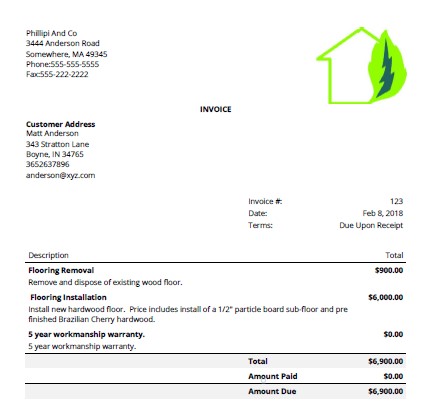 Phillipi And Co
3444 Anderson Road
Somewhere, MA 49345
Phone:555-555-5555
Fax:555-222-2222
INVOICE
Customer Address
Matt Anderson
343 Stratton Lane
Boyne, IN 34765
3652637896
anderson@xyz.com
Invoice #: 123
Date: Feb 8, 2018
Terms: Due Upon Receipt
Description Total
Flooring Removal $900.00
Remove and dispose of existing wood floor.
Flooring Installation $6,000.00
Install new hardwood floor. Price includes install of a 1/2" particle board sub-floor and pre
finished Brazilian Cherry hardwood.
5 year workmanship warranty. $0.00
5 year workmanship warranty.
Total $6,900.00
Amount Paid $0.00
Amount Due $6,900.00